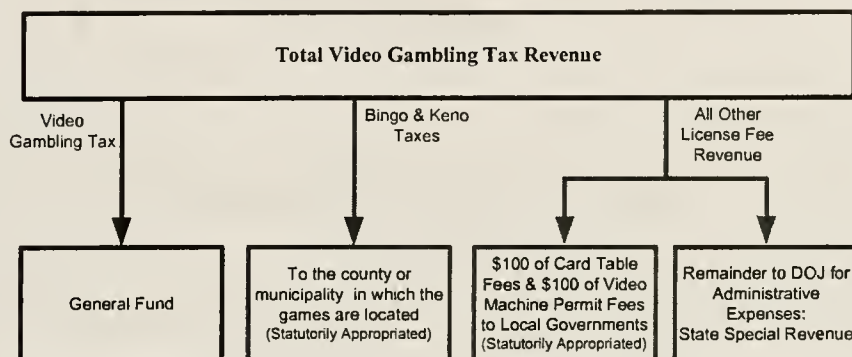 Total Video Gambling Tax Revenue
Video
Gambling Tax
Bingo & Keno
Taxes
All Other
License Fee
Revenue
General Fund
To the county or
municipality in which the
games are located
(Statutorily Appropriated)
$100 of Card Table
Fees & $100 of Video
Machine Permit Fees
to Local Governments
(Statutorily Appropriated)
Remainder to DOJ for
Administrative
Expenses:
State Special Revenue